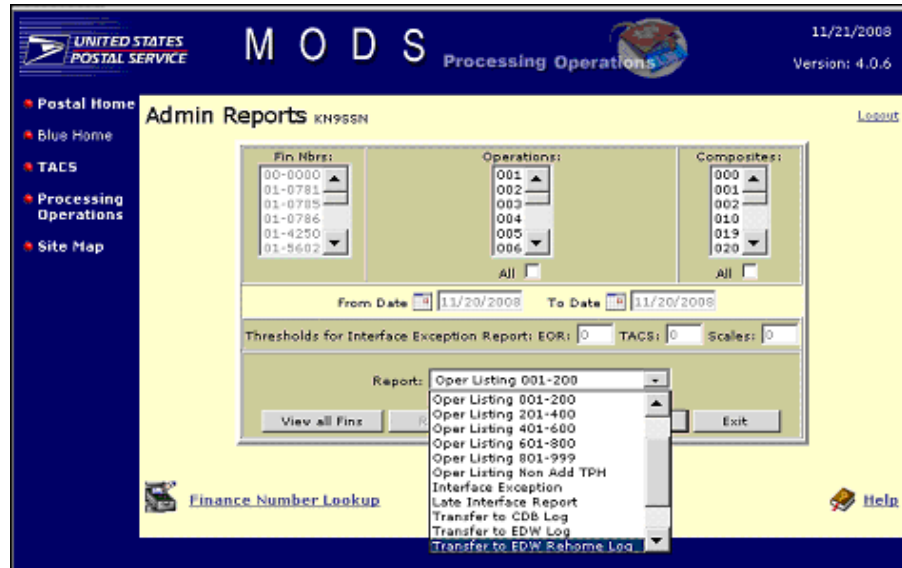 UNITED STATES
POSTAL SERVICE
M O D S
Processing Operations
11/21/2008
Version: 4.0.6
Postal Home
Blue Home
TACS
Processing
Operations
Site Map
Admin Reports KN9SSN
Logout
Fin Nbrs:
00-0000
01-0781
01-0785
01-0786
01-4250
01-5602
Operations:
001
002
003
004
005
006
All
Composites:
000
001
002
010
019
020
All
From Date 11/20/2008 To Date 11/20/2008
Thresholds for Interface Exception Report: EOR: 0 TACS: 0 Scales: 0
Report: Oper Listing 001-200
Oper Listing 001-200
Oper Listing 201-400
Oper Listing 401-600
Oper Listing 601-800
Oper Listing 801-999
Oper Listing Non Add TPH
Interface Exception
Late Interface Report
Transfer to CDB Log
Transfer to EDW Log
Transfer to EDW Rehome Log
View all Fins
Exit
Finance Number Lookup
Help